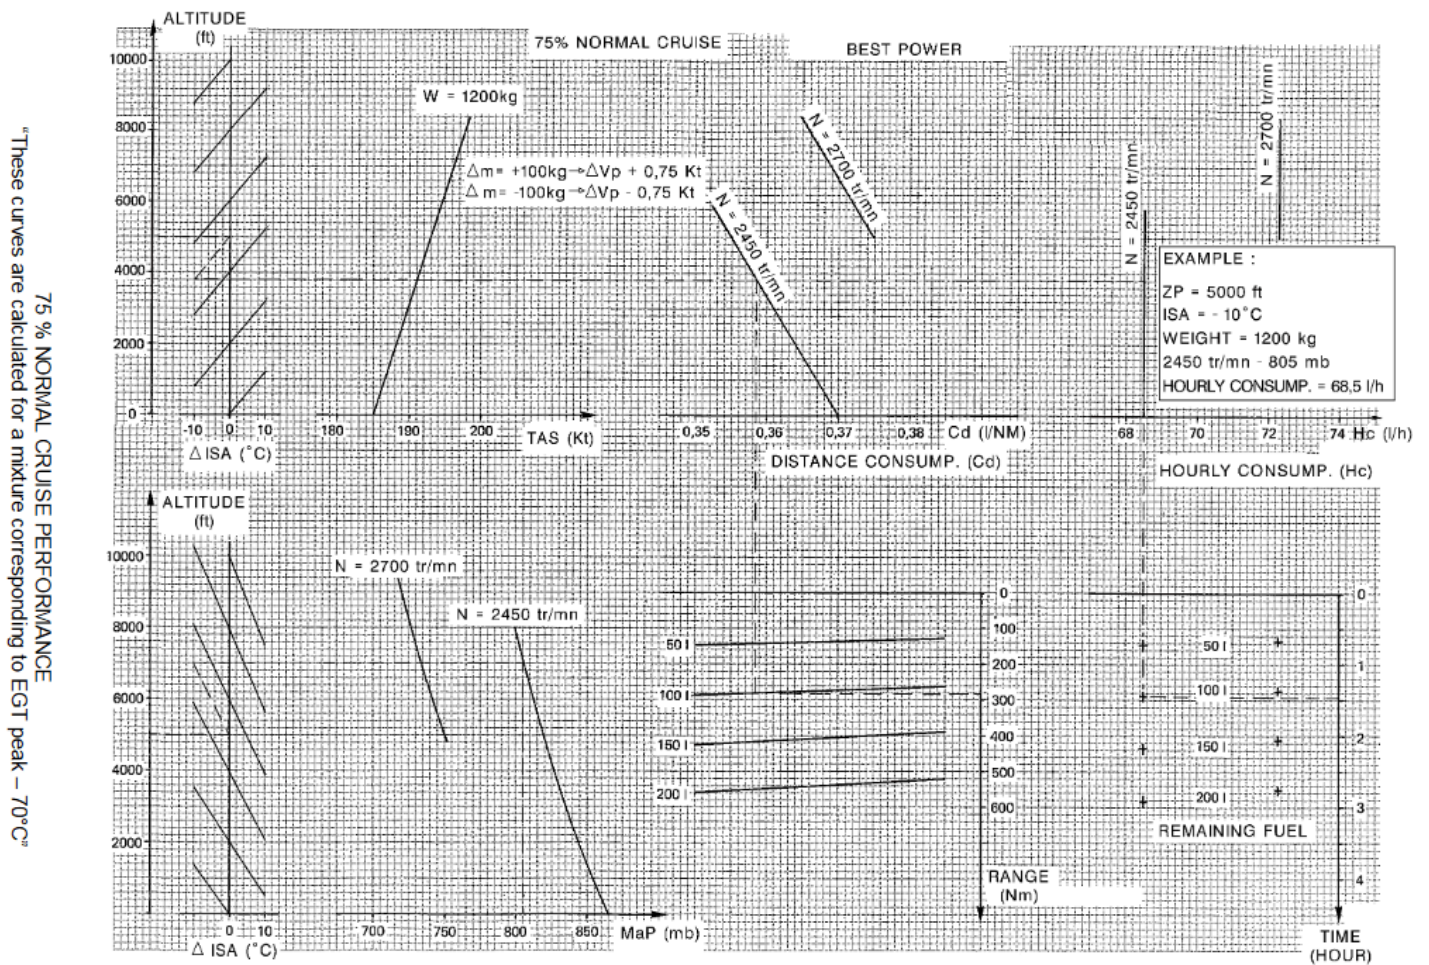 75 % NORMAL CRUISE PERFORMANCE
"These curves are calculated for a mixture corresponding to EGT peak – 70°C"
ALTITUDE
(ft)
75% NORMAL CRUISE
BEST POWER
10000
8000
6000
4000
2000
0
W = 1200kg
Δm= +100kg→ΔVp + 0,75 Kt
Δm= -100kg→ΔVp - 0,75 Kt
N = 2700 tr/mn
N = 2450 tr/mn
N = 2450 tr/mn
N = 2700 tr/mn
EXAMPLE :
ZP = 5000 ft
ISA = - 10°C
WEIGHT = 1200 kg
2450 tr/mn - 805 mb
HOURLY CONSUMP. = 68,5 l/h
-10 0 10
Δ ISA (°C)
180 190 200
TAS (Kt)
0,35 0,36 0,37 0,38 Cd (l/NM)
DISTANCE CONSUMP. (Cd)
68 70 72 74 Hc (l/h)
HOURLY CONSUMP. (Hc)
ALTITUDE
(ft)
10000
8000
6000
4000
2000
N = 2700 tr/mn
N = 2450 tr/mn
0 10
Δ ISA (°C)
700 750 800 850 MaP (mb)
50 l
100 l
150 l
200 l
0
100
200
300
400
500
600
RANGE
(Nm)
50 l
100 l
150 l
200 l
REMAINING FUEL
0
1
2
3
4
TIME
(HOUR)